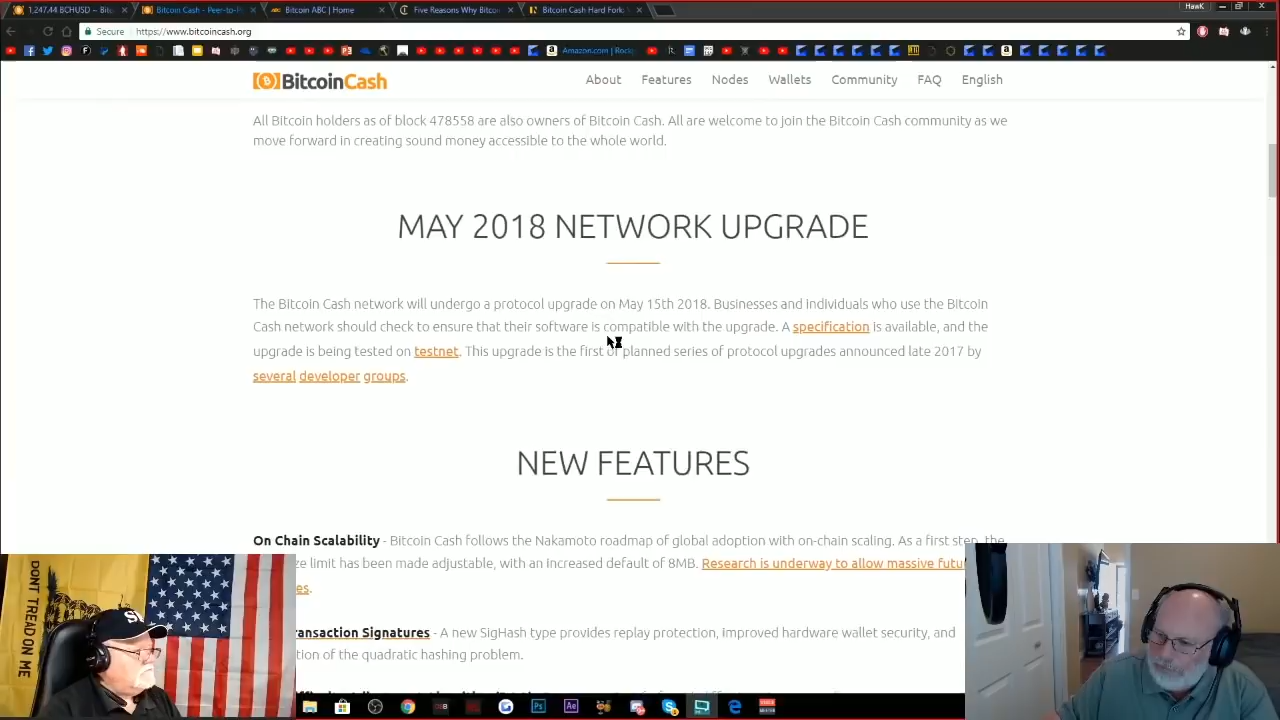 1,247.44 BCHUSD – Bit
Bitcoin Cash - Peer-to-P
Bitcoin ABC | Home
Five Reasons Why Bitcoi
Bitcoin Cash Hard Fork:
HawK
Secure
https://www.bitcoincash.org
Amazon.com | Rock
BitcoinCash
About
Features
Nodes
Wallets
Community
FAQ
English
All Bitcoin holders as of block 478558 are also owners of Bitcoin Cash. All are welcome to join the Bitcoin Cash community as we
move forward in creating sound money accessible to the whole world.
MAY 2018 NETWORK UPGRADE
The Bitcoin Cash network will undergo a protocol upgrade on May 15th 2018. Businesses and individuals who use the Bitcoin
Cash network should check to ensure that their software is compatible with the upgrade. A specification is available, and the
upgrade is being tested on testnet. This upgrade is the first of planned series of protocol upgrades announced late 2017 by
several developer groups.
NEW FEATURES
On Chain Scalability - Bitcoin Cash follows the Nakamoto roadmap of global adoption with on-chain scaling. As a first step, the
ze limit has been made adjustable, with an increased default of 8MB. Research is underway to allow massive futu
es.
ransaction Signatures - A new SigHash type provides replay protection, improved hardware wallet security, and
tion of the quadratic hashing problem.
DONT TREAD ON ME